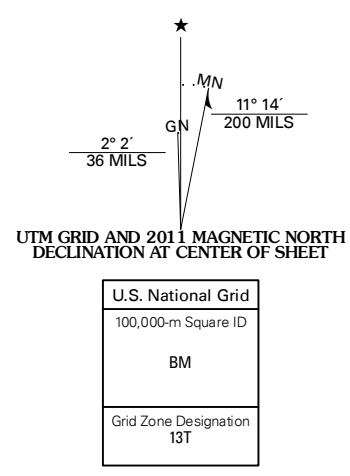 ★
MN
GN
11° 14´
200 MILS
2° 2´
36 MILS
UTM GRID AND 2011 MAGNETIC NORTH
DECLINATION AT CENTER OF SHEET
U.S. National Grid
100,000-m Square ID
BM
Grid Zone Designation
13T